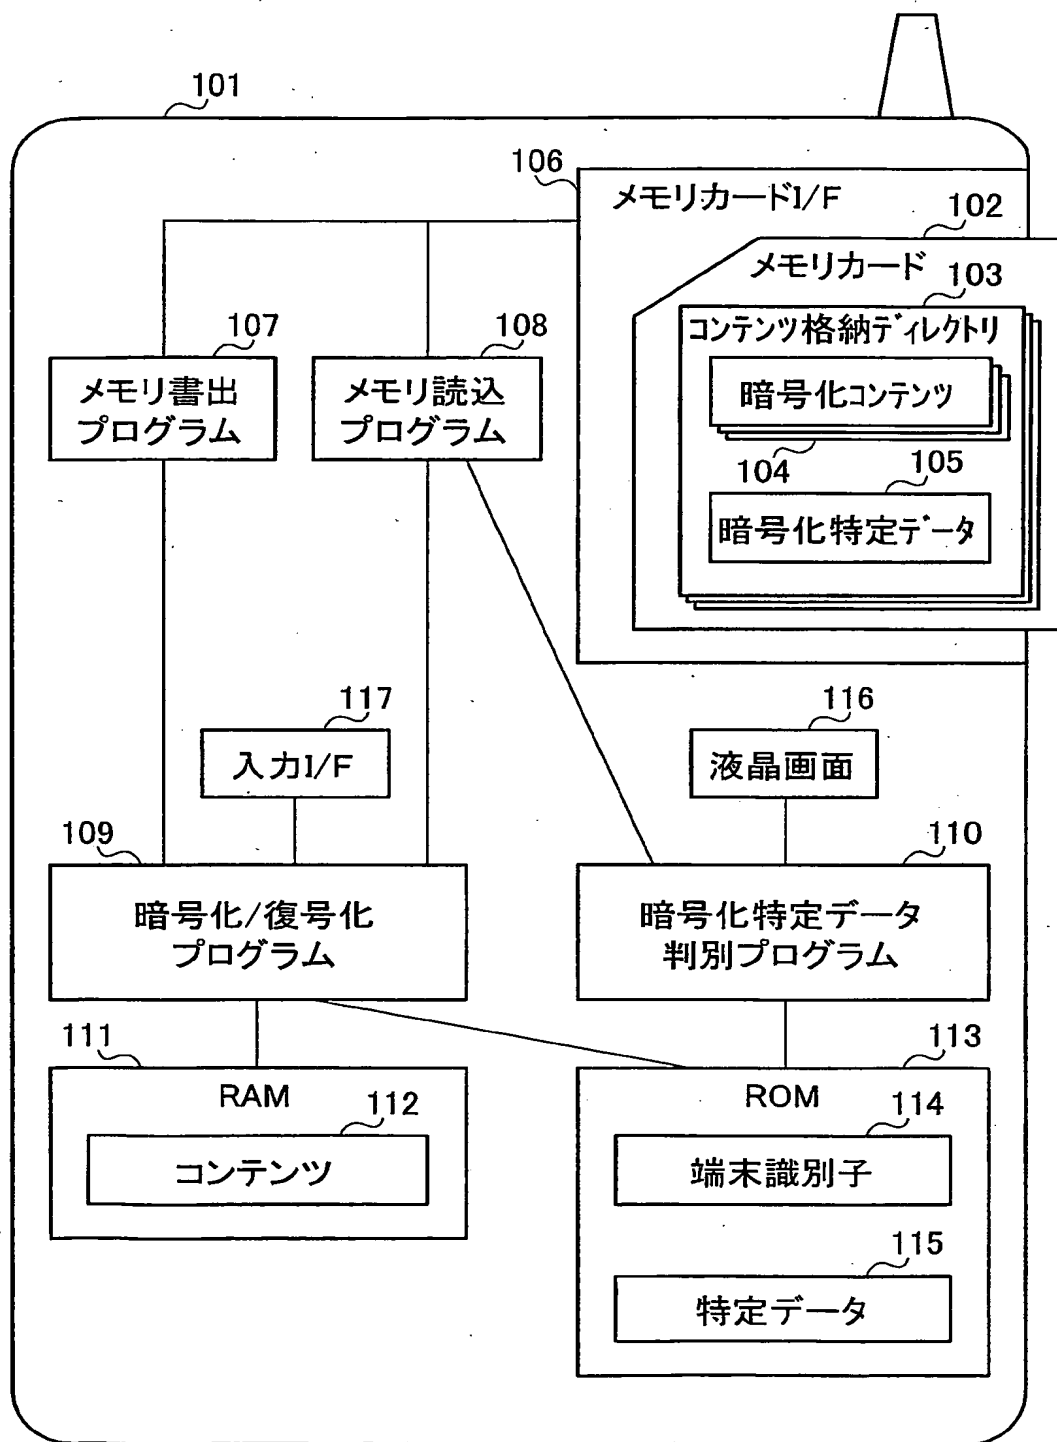 101
106
メモリカードI/F
102
メモリカード
103
コンテンツ格納ディレクトリ
暗号化コンテンツ
104
105
暗号化特定データ
107
メモリ書出
プログラム
108
メモリ読込
プログラム
117
入力I/F
116
液晶画面
109
暗号化/復号化
プログラム
110
暗号化特定データ
判別プログラム
111
RAM
112
コンテンツ
113
ROM
114
端末識別子
115
特定データ